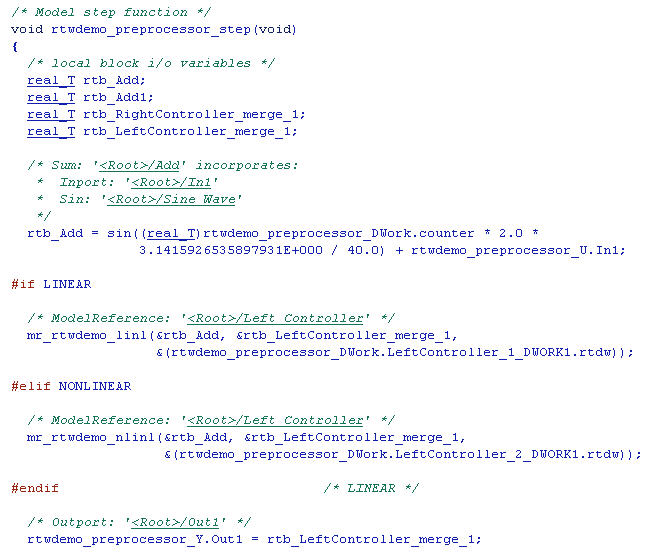 /* Model step function */
void rtwdemo_preprocessor_step(void)
{
/* local block i/o variables */
real_T rtb_Add;
real_T rtb_Add1;
real_T rtb_RightController_merge_1;
real_T rtb_LeftController_merge_1;
/* Sum: '<Root>/Add' incorporates:
*  Inport: '<Root>/In1'
*  Sin: '<Root>/Sine Wave'
*/
rtb_Add = sin((real_T)rtwdemo_preprocessor_DWork.counter * 2.0 *
3.1415926535897931E+000 / 40.0) + rtwdemo_preprocessor_U.In1;
#if LINEAR
/* ModelReference: '<Root>/Left Controller' */
mr_rtwdemo_linl(&rtb_Add, &rtb_LeftController_merge_1,
&(rtwdemo_preprocessor_DWork.LeftController_1_DWORK1.rtdw));
#elif NONLINEAR
/* ModelReference: '<Root>/Left Controller' */
mr_rtwdemo_nlinl(&rtb_Add, &rtb_LeftController_merge_1,
&(rtwdemo_preprocessor_DWork.LeftController_2_DWORK1.rtdw));
#endif /* LINEAR */
/* Outport: '<Root>/Out1' */
rtwdemo_preprocessor_Y.Out1 = rtb_LeftController_merge_1;